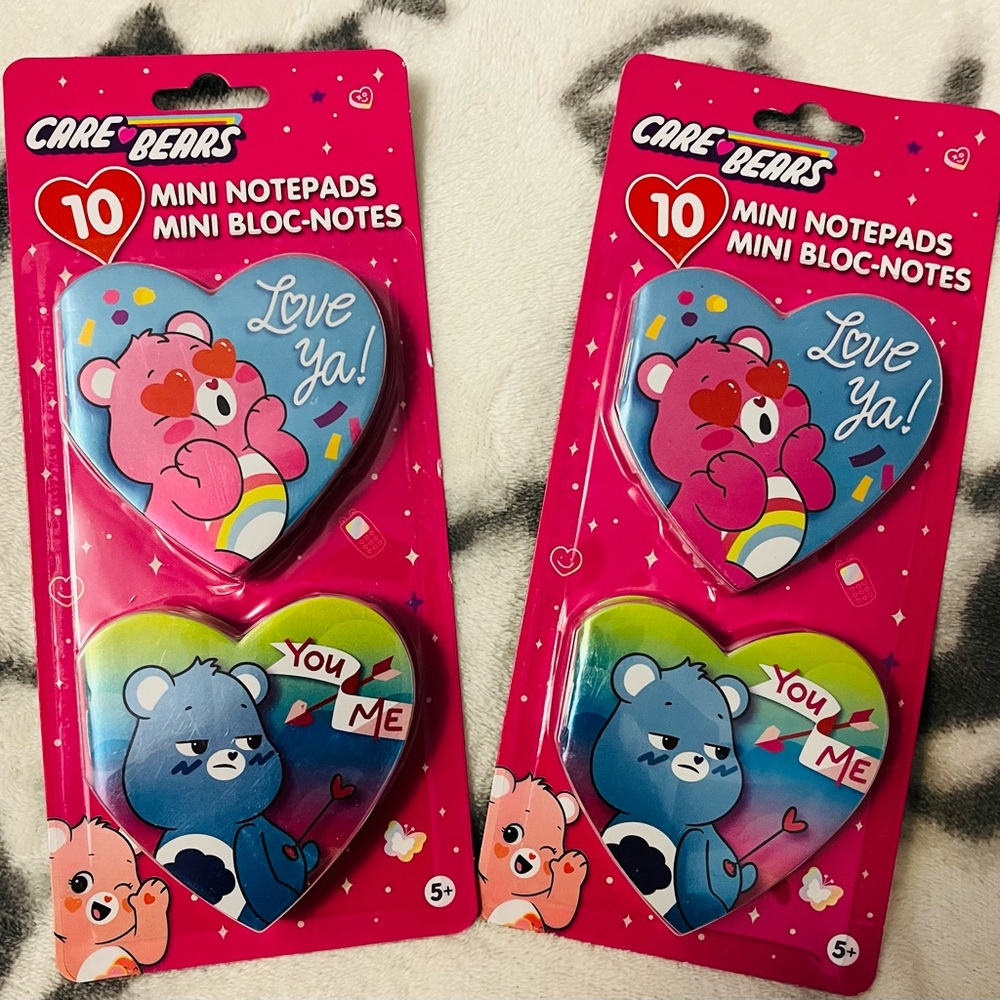 CARE BEARS
10
MINI NOTEPADS
MINI BLOC-NOTES
Love
ya!
You
ME
5+
CARE BEARS
10
MINI NOTEPADS
MINI BLOC-NOTES
Love
ya!
You
ME
5+